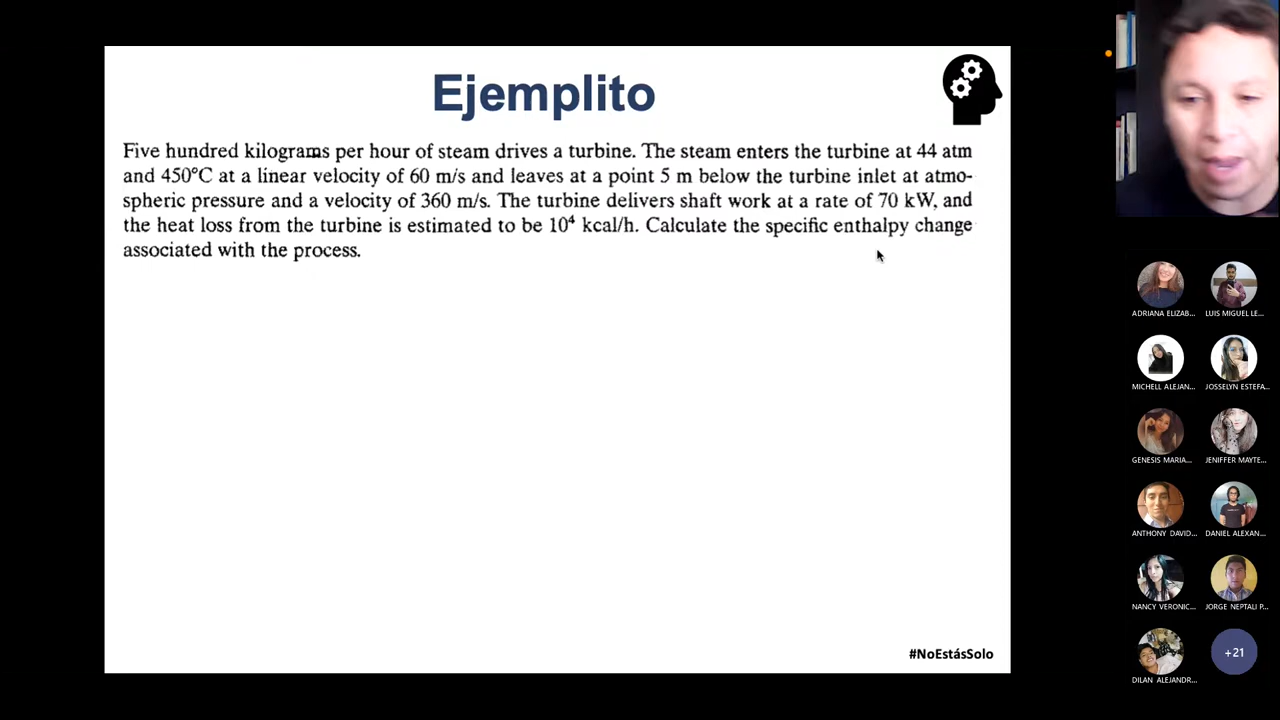 Ejemplito
Five hundred kilograms per hour of steam drives a turbine. The steam enters the turbine at 44 atm
and 450°C at a linear velocity of 60 m/s and leaves at a point 5 m below the turbine inlet at atmo-
spheric pressure and a velocity of 360 m/s. The turbine delivers shaft work at a rate of 70 kW, and
the heat loss from the turbine is estimated to be 10⁴ kcal/h. Calculate the specific enthalpy change
associated with the process.
#NoEstásSolo
ADRIANA ELIZAB... LUIS MIGUEL LE...
MICHELL ALEJAN... JOSSELYN ESTEFA...
GENESIS MARIA... JENIFFER MAYTE...
ANTHONY DAVID... DANIEL ALEXAN...
NANCY VERONIC... JORGE NEPTALI P...
DILAN ALEJANDR... +21